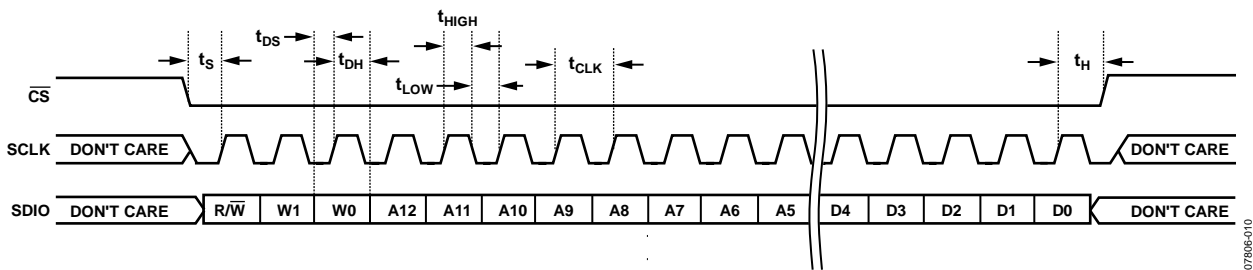 tHIGH
tDS
tS
tDH
tCLK
tH
tLOW
CS
SCLK DON'T CARE DON'T CARE
SDIO DON'T CARE R/W W1 W0 A12 A11 A10 A9 A8 A7 A6 A5 D4 D3 D2 D1 D0 DON'T CARE
07806-010